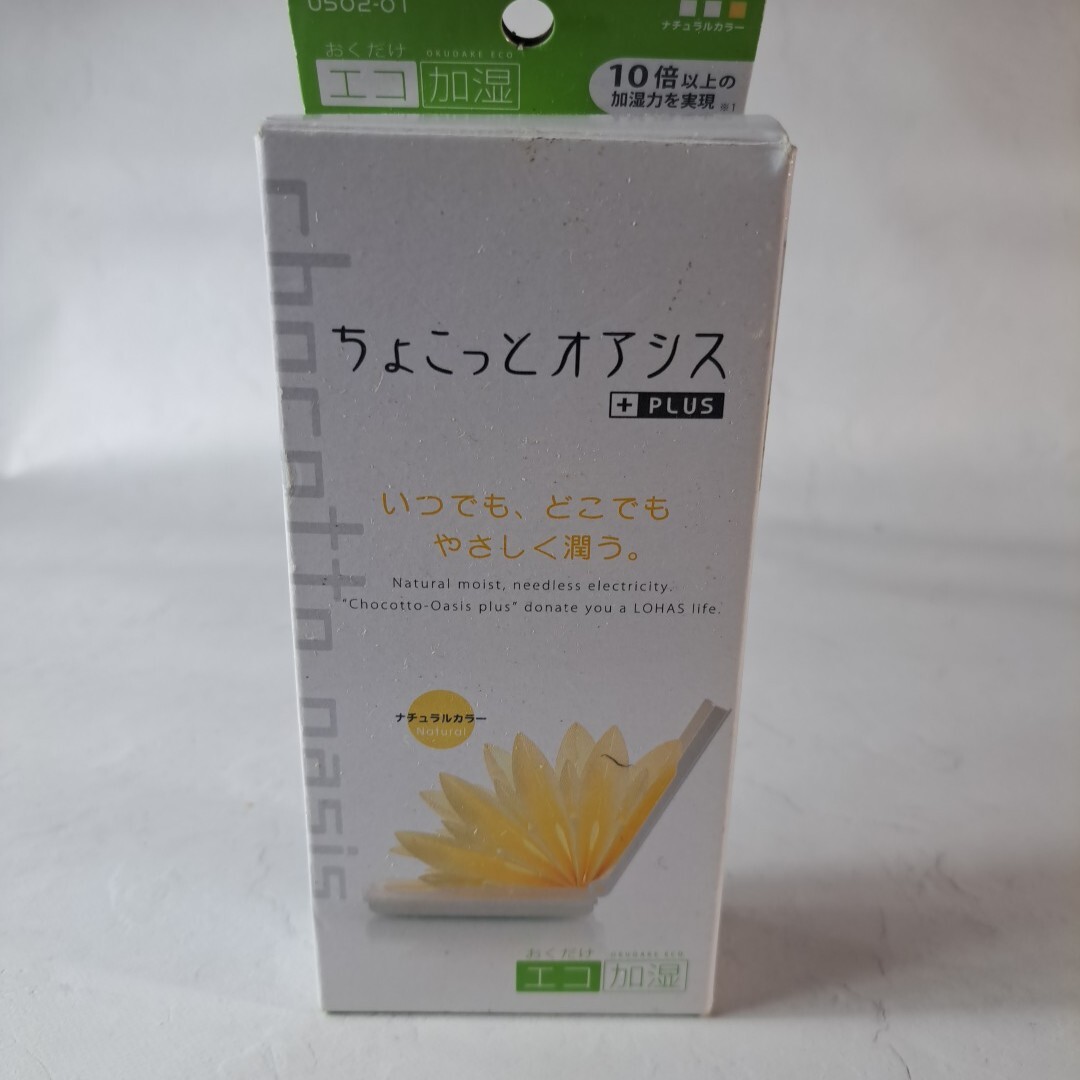 U502-01
ナチュラルカラー
おくだけ
OKUDAKE ECO
エコ加湿
10倍以上の
加湿力を実現 ※1
chocotto oasis
ちょこっとオアシス
+ PLUS
いつでも、どこでも
やさしく潤う。
Natural moist, needless electricity.
"Chocotto-Oasis plus" donate you a LOHAS life.
ナチュラルカラー
Natural
おくだけ
OKUDAKE ECO
エコ加湿